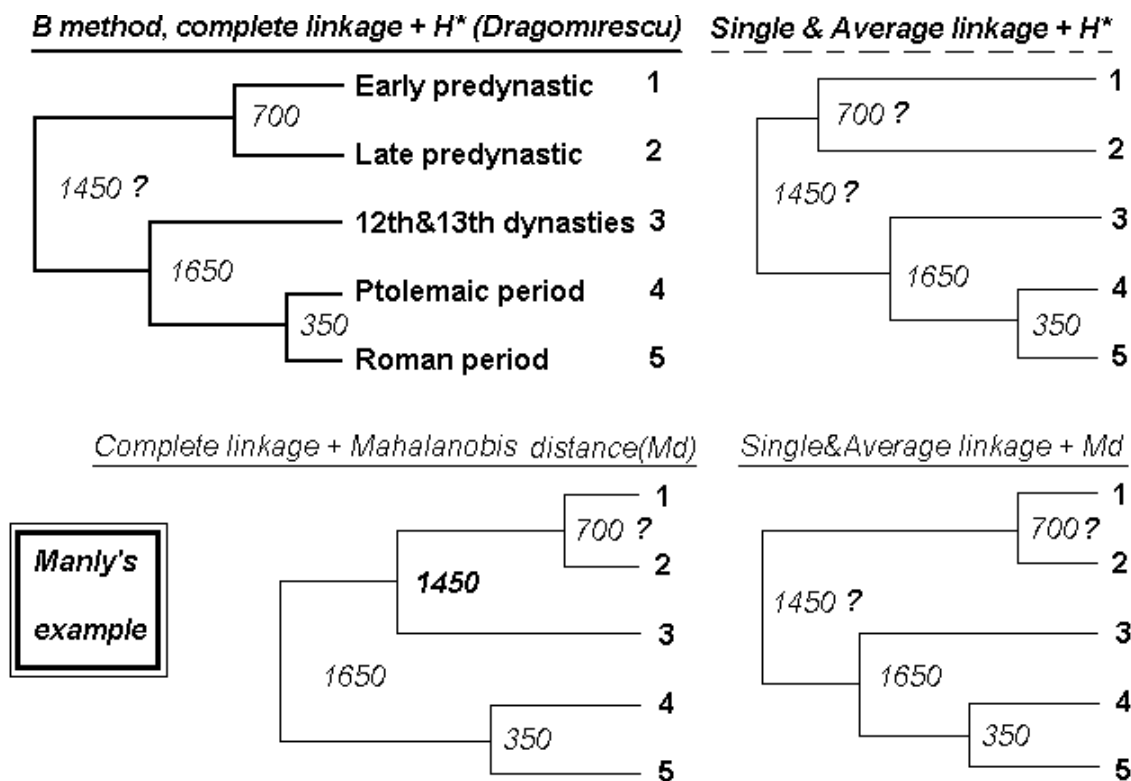 B method, complete linkage + H* (Dragomirescu)
Early predynastic 1
700
Late predynastic 2
1450 ?
12th&13th dynasties 3
1650
Ptolemaic period 4
350
Roman period 5
Single & Average linkage + H*
1
700 ?
2
1450 ?
3
1650
4
350
5
Complete linkage + Mahalanobis distance(Md)
1
700 ?
2
1450
3
1650
4
350
5
Single&Average linkage + Md
1
700 ?
2
1450 ?
3
1650
4
350
5
Manly's
example